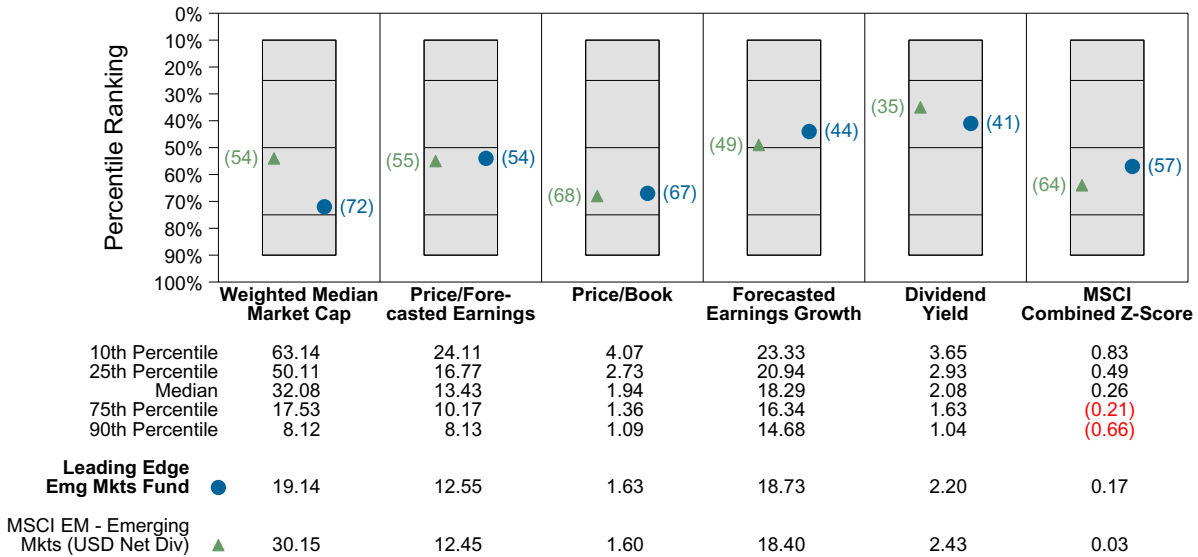 Percentile Ranking
0%
10%
20%
30%
40%
50%
60%
70%
80%
90%
100%
(54)
(72)
(55)
(54)
(68)
(67)
(49)
(44)
(35)
(41)
(64)
(57)
Weighted Median
Market Cap
Price/Fore-
casted Earnings
Price/Book
Forecasted
Earnings Growth
Dividend
Yield
MSCI
Combined Z-Score
10th Percentile 63.14 24.11 4.07 23.33 3.65 0.83
25th Percentile 50.11 16.77 2.73 20.94 2.93 0.49
Median 32.08 13.43 1.94 18.29 2.08 0.26
75th Percentile 17.53 10.17 1.36 16.34 1.63 (0.21)
90th Percentile 8.12 8.13 1.09 14.68 1.04 (0.66)
Leading Edge
Emg Mkts Fund 19.14 12.55 1.63 18.73 2.20 0.17
MSCI EM - Emerging
Mkts (USD Net Div) 30.15 12.45 1.60 18.40 2.43 0.03